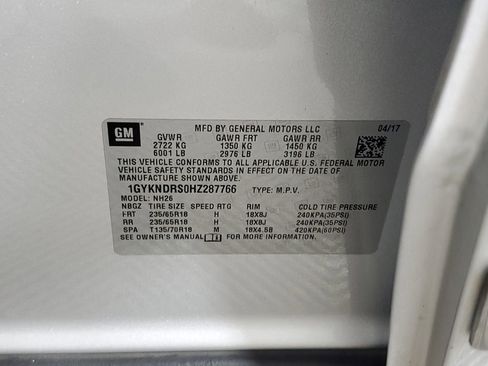 GM
MFD BY GENERAL MOTORS LLC 04/17
GVWR GAWR FRT GAWR RR
2722 KG 1350 KG 1450 KG
6001 LB 2976 LB 3196 LB
THIS VEHICLE CONFORMS TO ALL APPLICABLE U.S. FEDERAL MOTOR
VEHICLE SAFETY STANDARDS IN EFFECT ON THE DATE OF
MANUFACTURE SHOWN ABOVE.
1GYKNDRS0HZ287766 TYPE: M.P.V.
MODEL: NH26
NBGZ TIRE SIZE SPEED RTG RIM COLD TIRE PRESSURE
FRT 235/65R18 H 18X8J 240KPA(35PSI)
RR 235/65R18 H 18X8J 240KPA(35PSI)
SPA T135/70R18 M 18X4.5B 420KPA(60PSI)
SEE OWNER'S MANUAL FOR MORE INFORMATION.